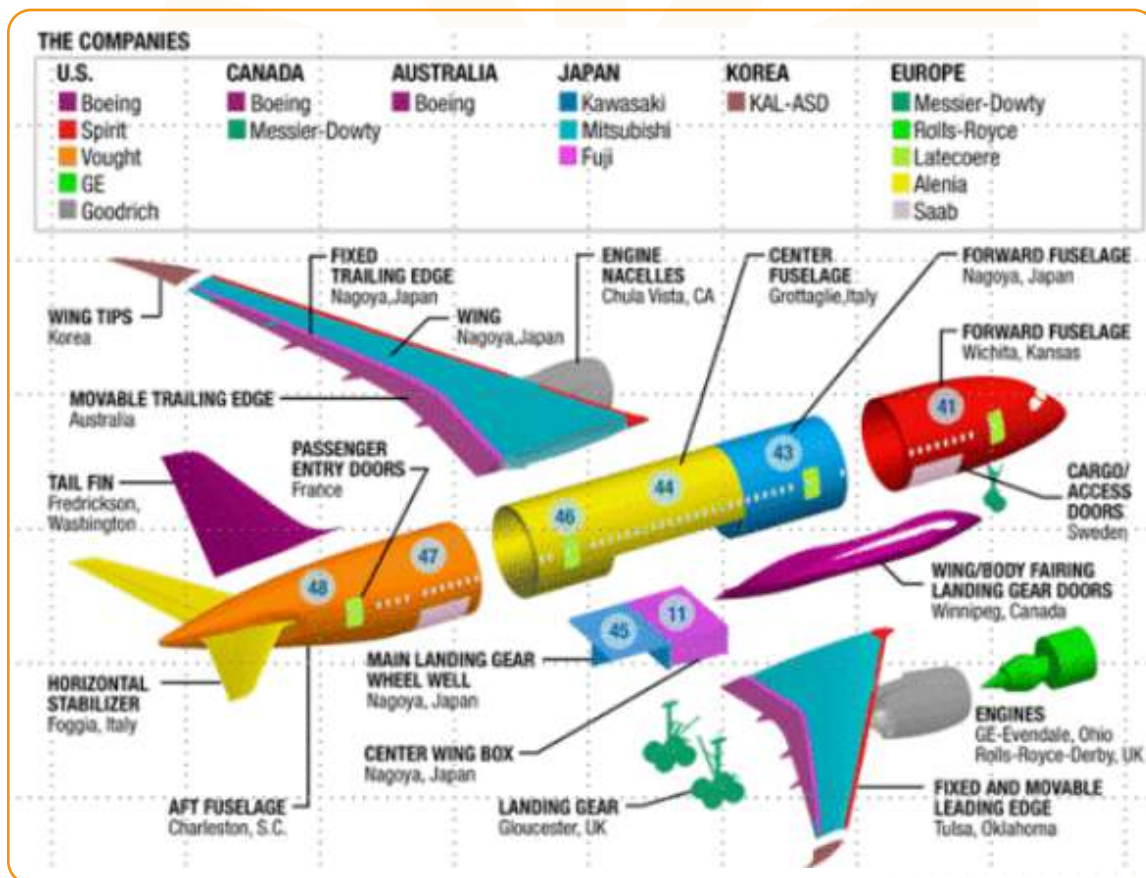 THE COMPANIES
U.S.
Boeing
Spirit
Vought
GE
Goodrich
CANADA
Boeing
Messier-Dowty
AUSTRALIA
Boeing
JAPAN
Kawasaki
Mitsubishi
Fuji
KOREA
KAL-ASD
EUROPE
Messier-Dowty
Rolls-Royce
Latecoere
Alenia
Saab
FIXED
TRAILING EDGE
Nagoya,Japan
ENGINE
NACELLES
Chula Vista, CA
CENTER
FUSELAGE
Grottaglie,Italy
FORWARD FUSELAGE
Nagoya, Japan
WING TIPS
Korea
WING
Nagoya,Japan
FORWARD FUSELAGE
Wichita, Kansas
MOVABLE TRAILING EDGE
Australia
41
43
44
46
PASSENGER
ENTRY DOORS
France
TAIL FIN
Fredrickson,
Washington
CARGO/
ACCESS
DOORS
Sweden
47
48
WING/BODY FAIRING
LANDING GEAR DOORS
Winnipeg, Canada
45
11
MAIN LANDING GEAR
WHEEL WELL
Nagoya, Japan
HORIZONTAL
STABILIZER
Foggia, Italy
ENGINES
GE-Evendale, Ohio
Rolls-Royce-Derby, UK
CENTER WING BOX
Nagoya, Japan
AFT FUSELAGE
Charleston, S.C.
LANDING GEAR
Gloucester, UK
FIXED AND MOVABLE
LEADING EDGE
Tulsa, Oklahoma